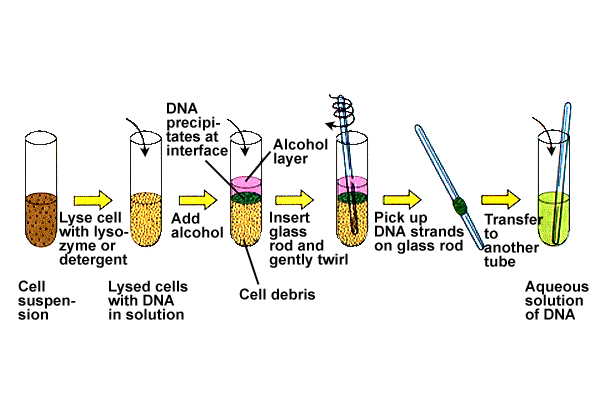 DNA
precipi-
tates at
interface
Alcohol
layer
Lyse cell
with lyso-
zyme or
detergent
Add
alcohol
Insert
glass
rod and
gently twirl
Pick up
DNA strands
on glass rod
Transfer
to
another
tube
Cell
suspen-
sion
Lysed cells
with DNA
in solution
Cell debris
Aqueous
solution
of DNA